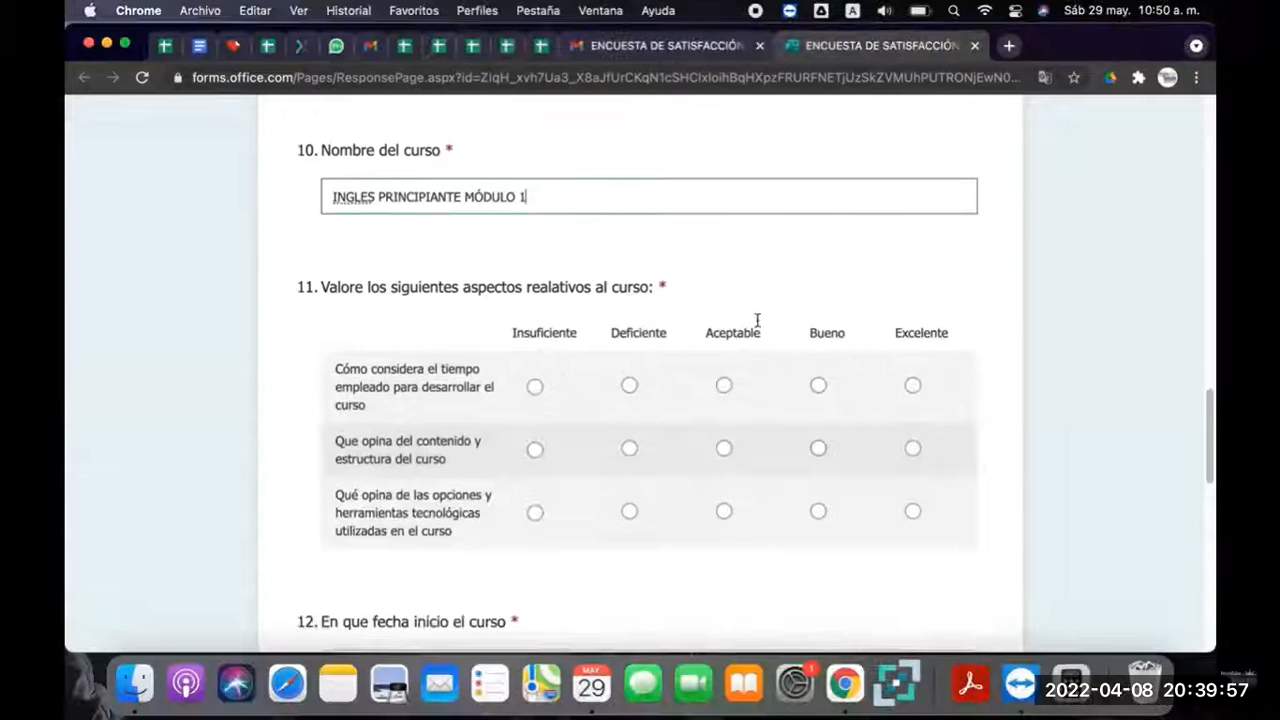 Chrome Archivo Editar Ver Historial Favoritos Perfiles Pestaña Ventana Ayuda A Sáb 29 may. 10:50 a. m.
ENCUESTA DE SATISFACCIÓN ENCUESTA DE SATISFACCIÓN
forms.office.com/Pages/ResponsePage.aspx?id=
10. Nombre del curso *
INGLES PRINCIPIANTE MÓDULO 1
11. Valore los siguientes aspectos realativos al curso: *
Insuficiente Deficiente Aceptable Bueno Excelente
Cómo considera el tiempo
empleado para desarrollar el
curso
Que opina del contenido y
estructura del curso
Qué opina de las opciones y
herramientas tecnológicas
utilizadas en el curso
12. En que fecha inicio el curso *
MAY
29
1
2022-04-08 20:39:57